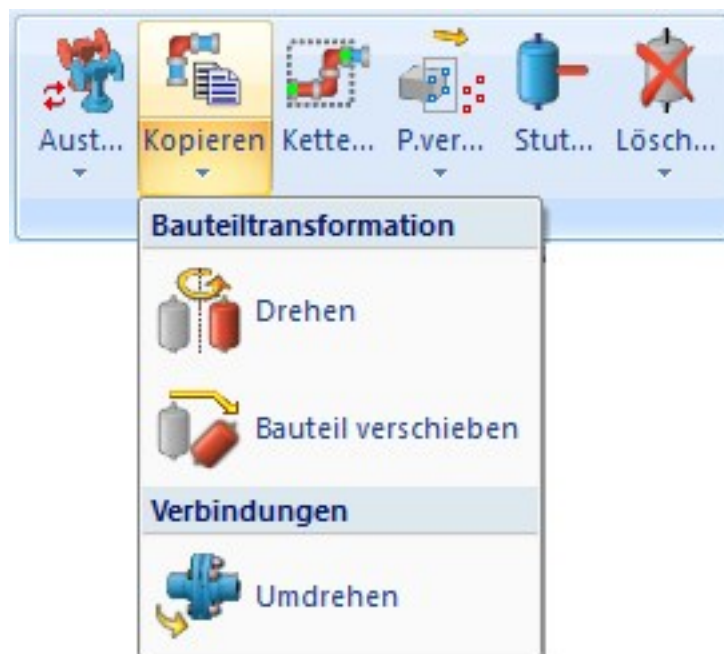 Aust... Kopieren Kette... P.ver... Stut... Lösch...
Bauteiltransformation
Drehen
Bauteil verschieben
Verbindungen
Umdrehen